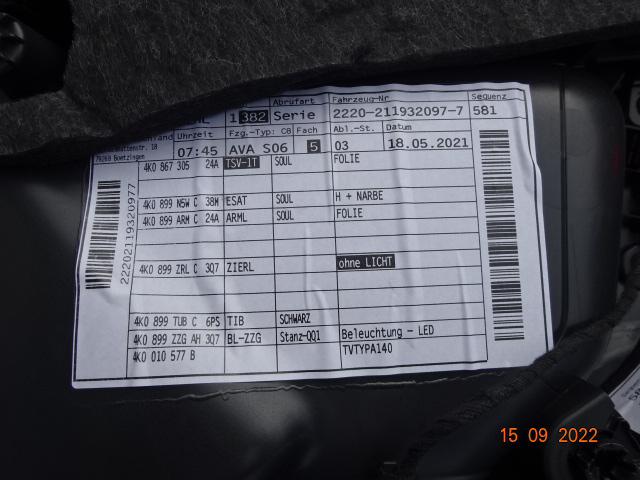 Abrufart Fahrzeug-Nr Sequenz
1 382 Serie 2220-211932097-7 581
Uhrzeit Fzg.-Typ: C8 Fach Abl.-St. Datum
79268 Boetzingen 07:45 AVA S06 5 03 18.05.2021
4K0 867 305 24A TSV-1T SOUL FOLIE
4K0 899 N5W C 38M ESAT SOUL H + NARBE
4K0 899 ARM C 24A ARML SOUL FOLIE
4K0 899 ZRL C 3Q7 ZIERL ohne LICHT
4K0 899 TUB C 6PS TIB SCHWARZ
4K0 899 ZZG AH 3Q7 BL-ZZG Stanz-QQ1 Beleuchtung - LED
4K0 010 577 B TVTYPA140
22202119320977
15 09 2022